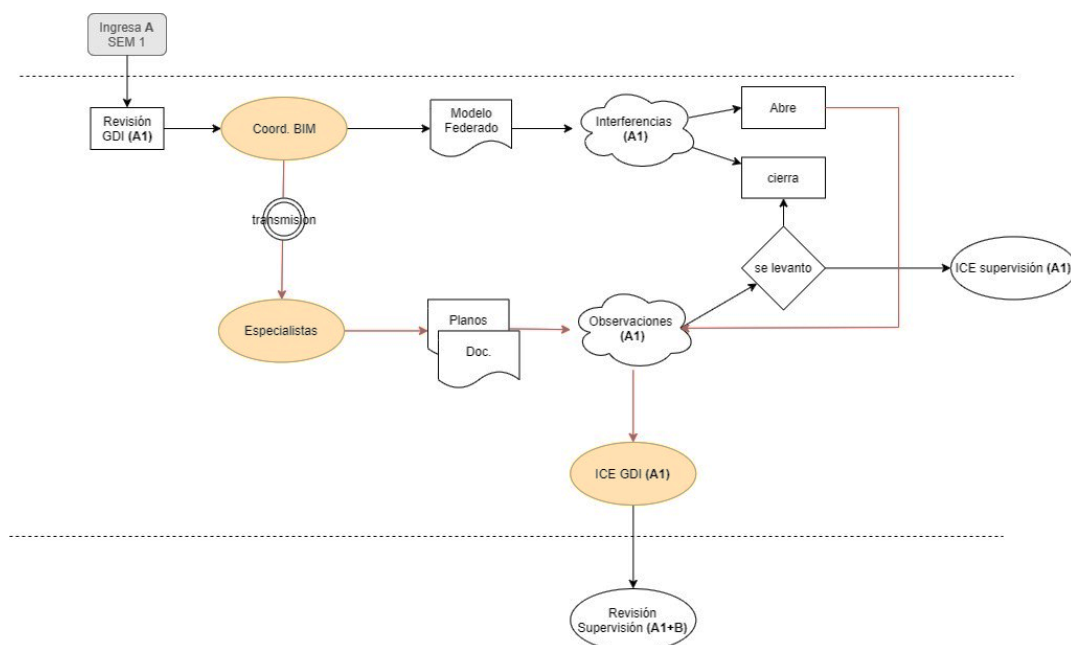 Ingresa A
SEM 1
Revisión
GDI (A1)
Coord. BIM
Modelo
Federado
Interferencias
(A1)
Abre
cierra
transmision
se levanto
ICE supervisión (A1)
Especialistas
Planos
Doc.
Observaciones
(A1)
ICE GDI (A1)
Revisión
Supervisión (A1+B)